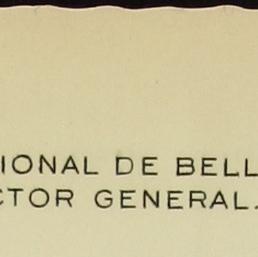 IONAL DE BELL
CTOR GENERAL.